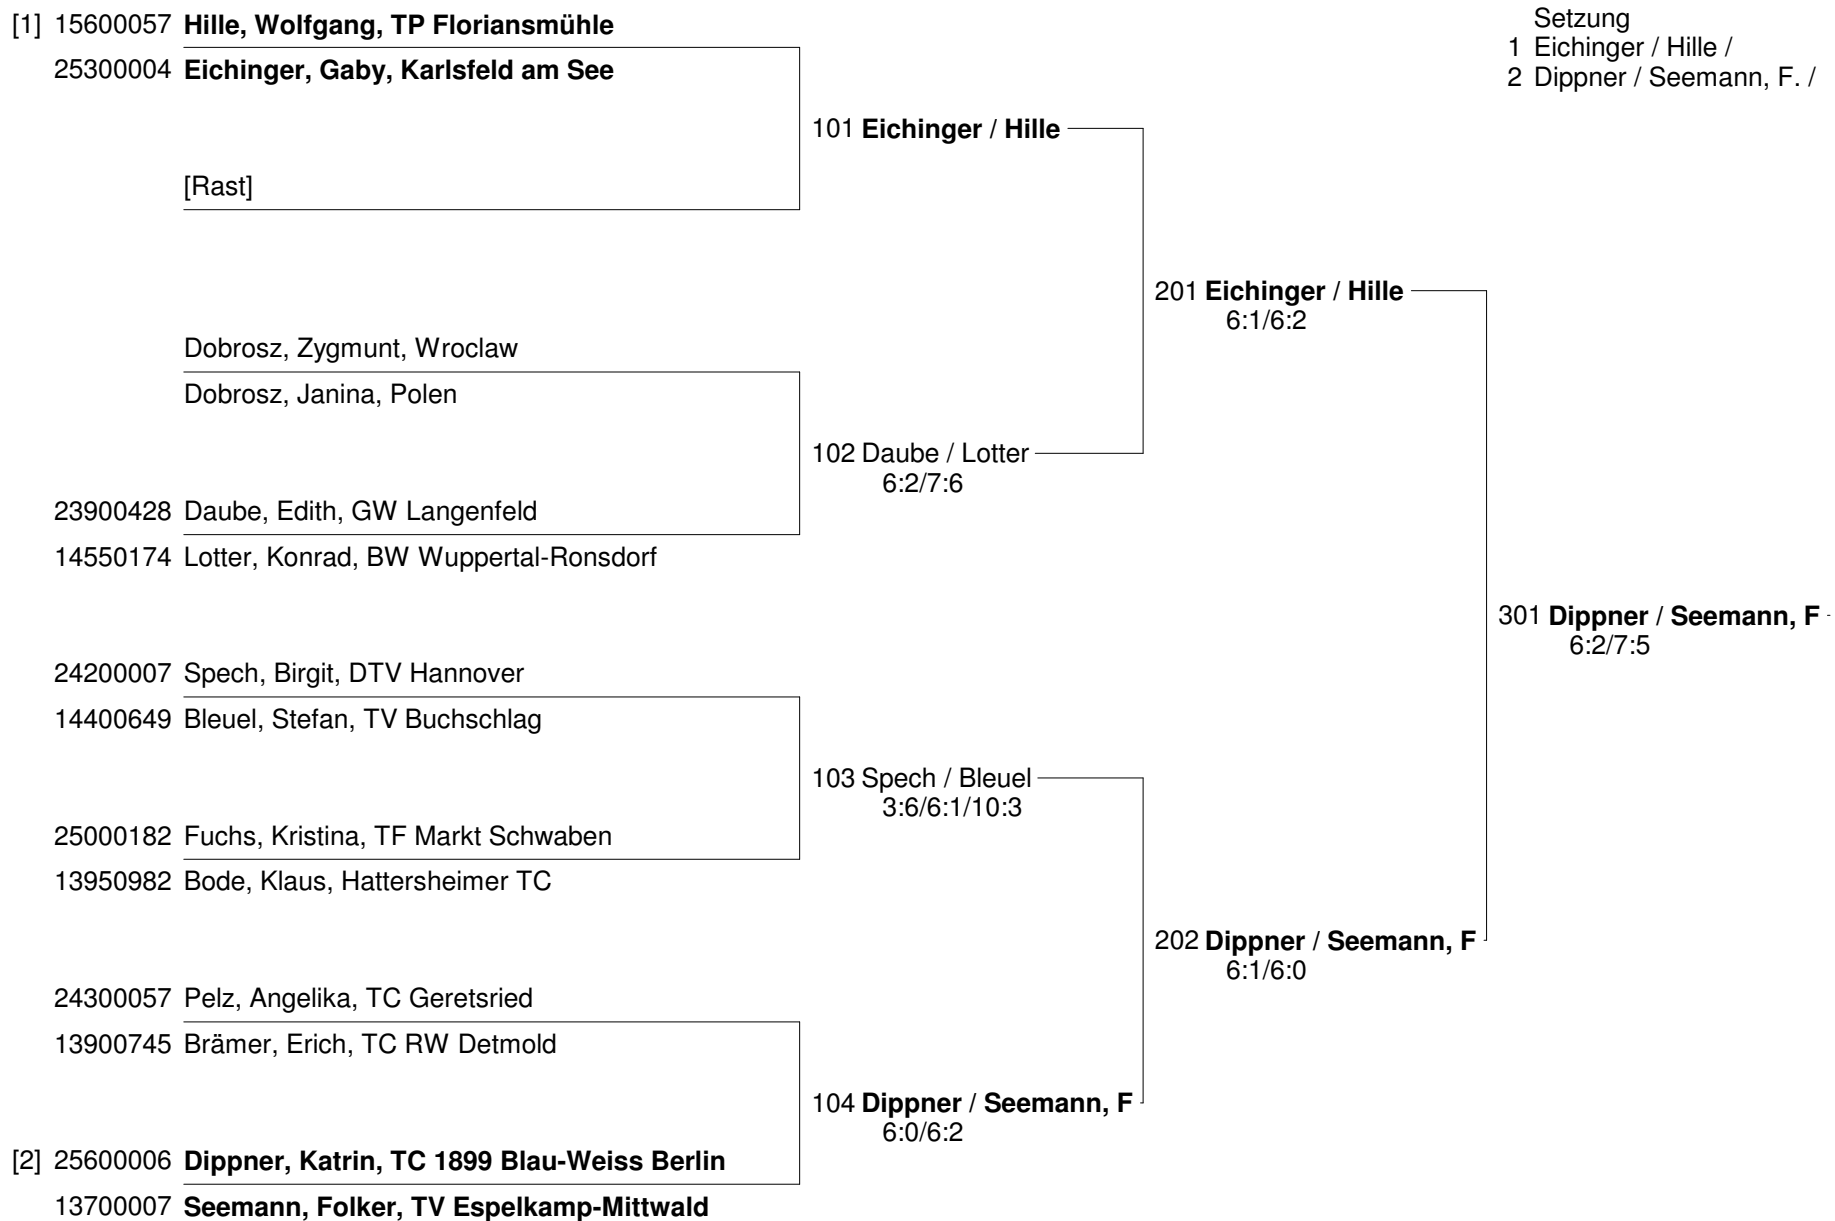 [1] 15600057 Hille, Wolfgang, TP Floriansmühle
25300004 Eichinger, Gaby, Karlsfeld am See
Setzung
1 Eichinger / Hille /
2 Dippner / Seemann, F. /
101 Eichinger / Hille
[Rast]
201 Eichinger / Hille
6:1/6:2
Dobrosz, Zygmunt, Wroclaw
Dobrosz, Janina, Polen
102 Daube / Lotter
6:2/7:6
23900428 Daube, Edith, GW Langenfeld
14550174 Lotter, Konrad, BW Wuppertal-Ronsdorf
301 Dippner / Seemann, F
6:2/7:5
24200007 Spech, Birgit, DTV Hannover
14400649 Bleuel, Stefan, TV Buchschlag
103 Spech / Bleuel
3:6/6:1/10:3
25000182 Fuchs, Kristina, TF Markt Schwaben
13950982 Bode, Klaus, Hattersheimer TC
202 Dippner / Seemann, F
6:1/6:0
24300057 Pelz, Angelika, TC Geretsried
13900745 Brämer, Erich, TC RW Detmold
104 Dippner / Seemann, F
6:0/6:2
[2] 25600006 Dippner, Katrin, TC 1899 Blau-Weiss Berlin
13700007 Seemann, Folker, TV Espelkamp-Mittwald